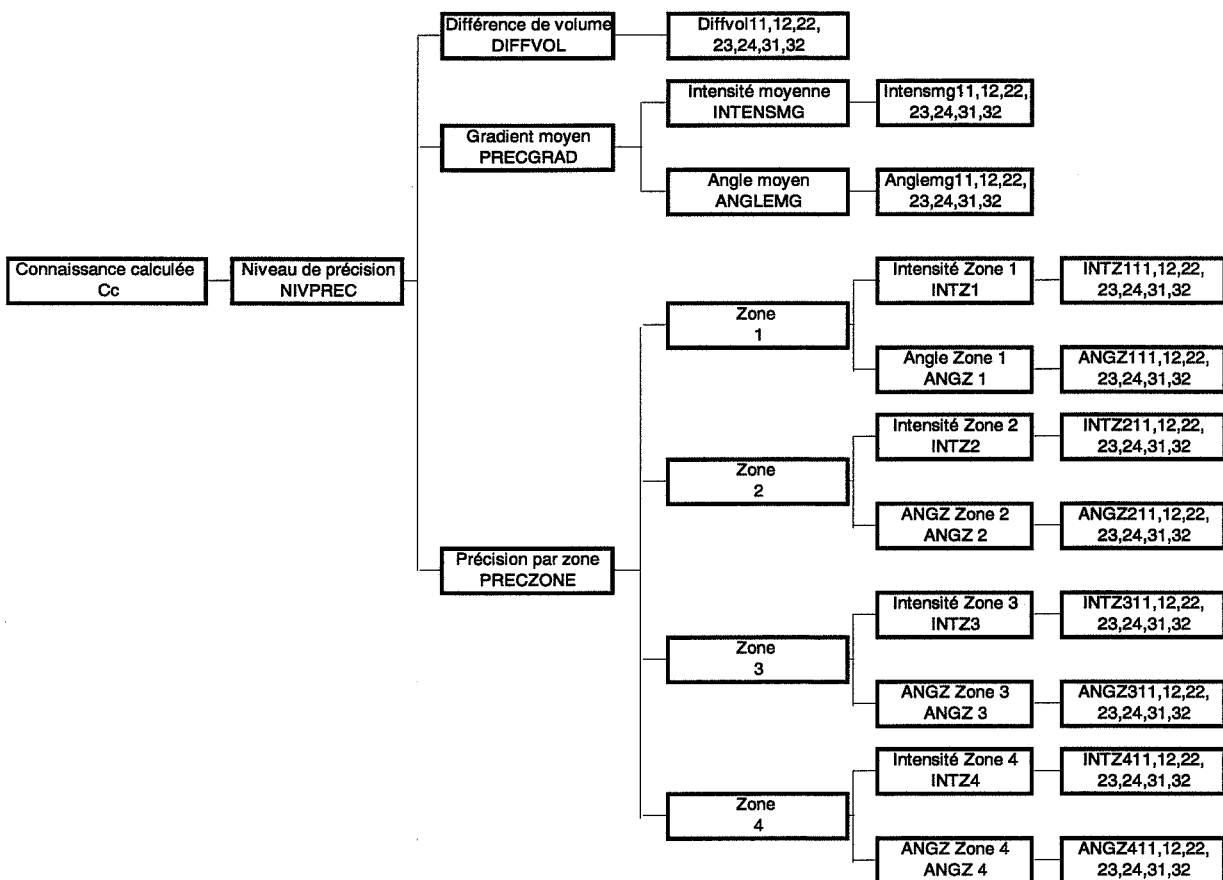 Différence de volume
DIFFVOL
Diffvol11,12,22,
23,24,31,32
Gradient moyen
PRECGRAD
Intensité moyenne
INTENSMG
Intensmg11,12,22,
23,24,31,32
Angle moyen
ANGLEMG
Anglemg11,12,22,
23,24,31,32
Connaissance calculée
Cc
Niveau de précision
NIVPREC
Précision par zone
PRECZONE
Zone
1
Intensité Zone 1
INTZ1
INTZ111,12,22,
23,24,31,32
Angle Zone 1
ANGZ 1
ANGZ111,12,22,
23,24,31,32
Zone
2
Intensité Zone 2
INTZ2
INTZ211,12,22,
23,24,31,32
ANGZ Zone 2
ANGZ 2
ANGZ211,12,22,
23,24,31,32
Zone
3
Intensité Zone 3
INTZ3
INTZ311,12,22,
23,24,31,32
ANGZ Zone 3
ANGZ 3
ANGZ311,12,22,
23,24,31,32
Zone
4
Intensité Zone 4
INTZ4
INTZ411,12,22,
23,24,31,32
ANGZ Zone 4
ANGZ 4
ANGZ411,12,22,
23,24,31,32